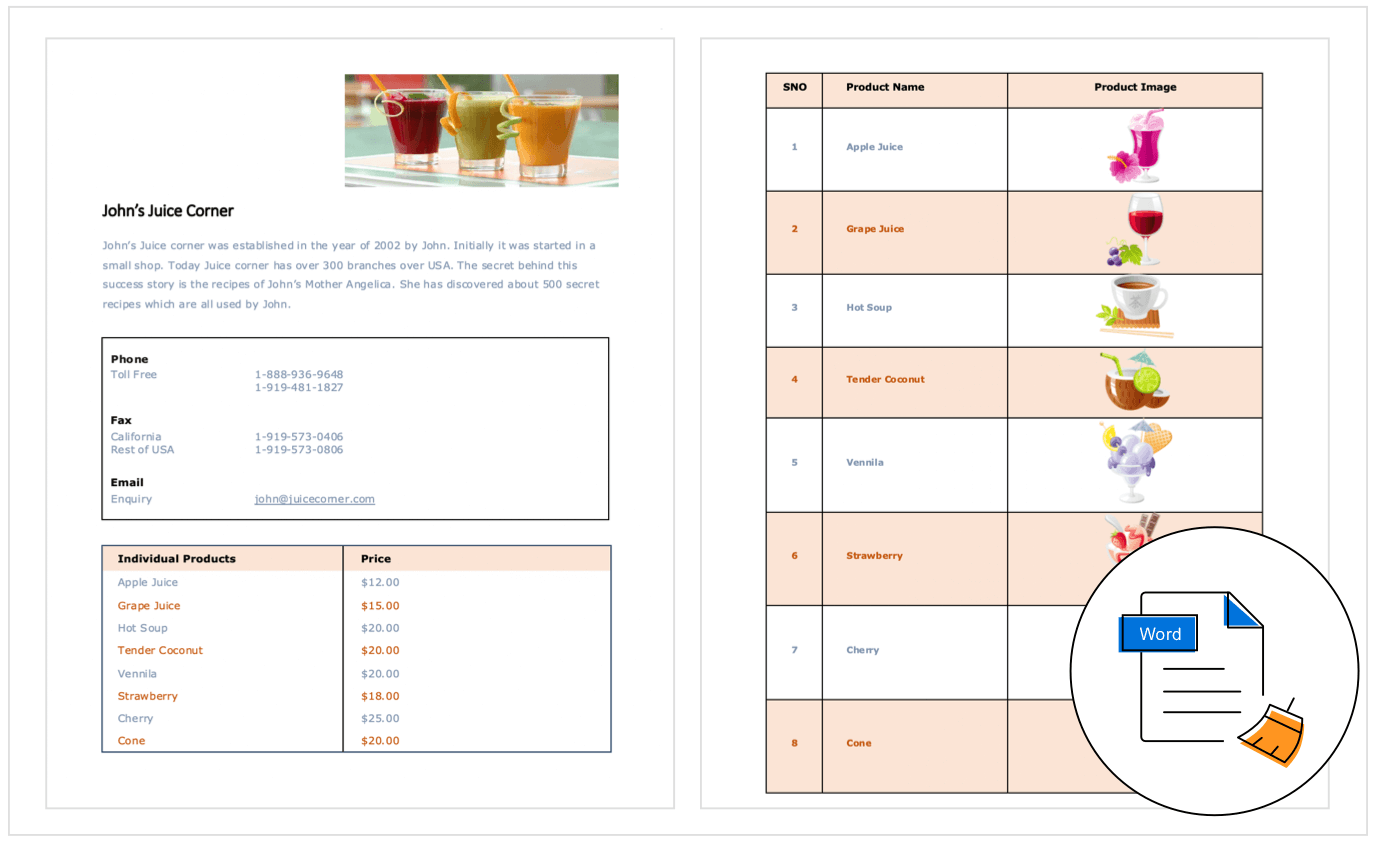 John's Juice Corner
John's Juice corner was established in the year of 2002 by John. Initially it was started in a
small shop. Today Juice corner has over 300 branches over USA. The secret behind this
success story is the recipes of John's Mother Angelica. She has discovered about 500 secret
recipes which are all used by John.
Phone
Toll Free 1-888-936-9648
1-919-481-1827
Fax
California 1-919-573-0406
Rest of USA 1-919-573-0806
Email
Enquiry john@juicecorner.com
Individual Products Price
Apple Juice $12.00
Grape Juice $15.00
Hot Soup $20.00
Tender Coconut $20.00
Vennila $20.00
Strawberry $18.00
Cherry $25.00
Cone $20.00
SNO Product Name Product Image
1 Apple Juice
2 Grape Juice
3 Hot Soup
4 Tender Coconut
5 Vennila
6 Strawberry
7 Cherry
8 Cone
Word